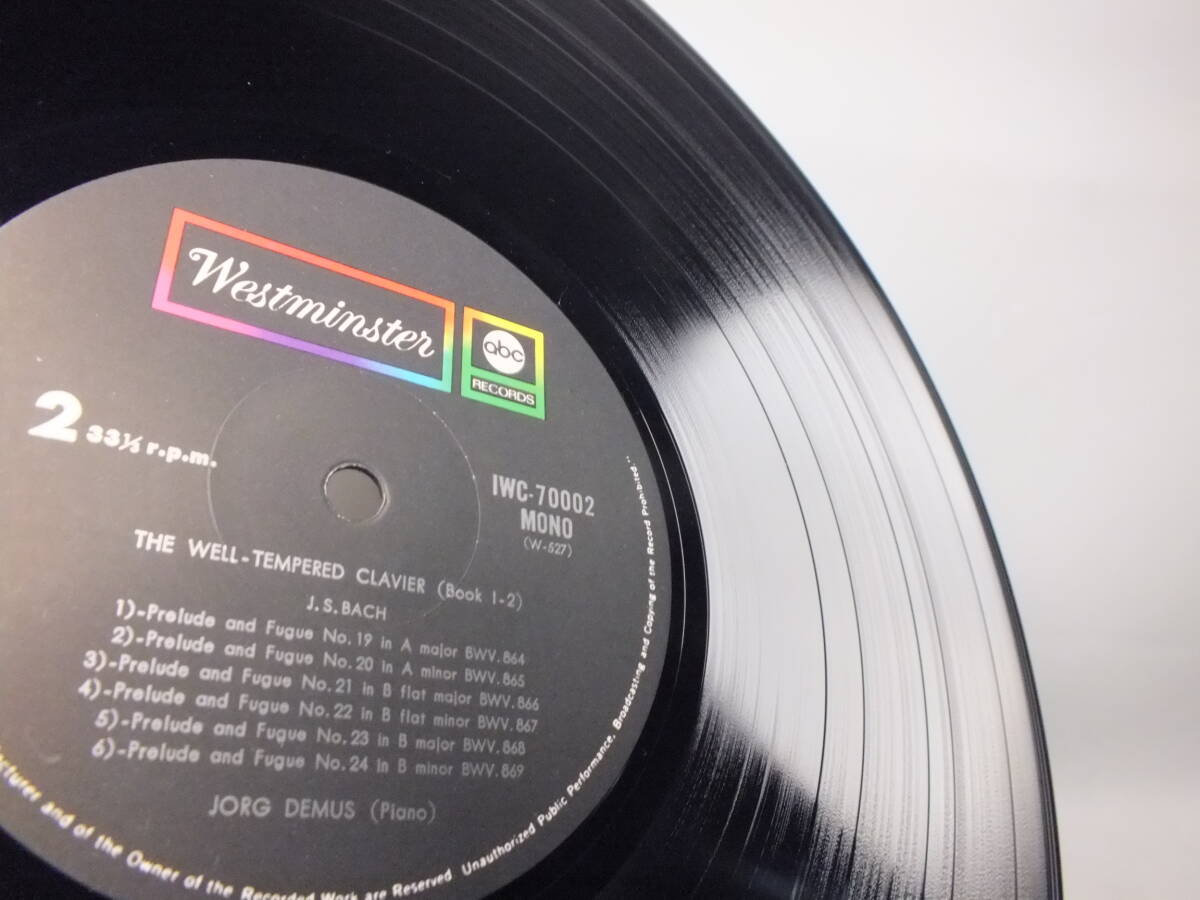 Westminster
abc
RECORDS
2 33⅓ r.p.m.
IWC-70002
MONO
(W-527)
THE WELL-TEMPERED CLAVIER (Book 1-2)
J.S.BACH
1)-Prelude and Fugue No.19 in A major BWV.864
2)-Prelude and Fugue No.20 in A minor BWV.865
3)-Prelude and Fugue No.21 in B flat major BWV.866
4)-Prelude and Fugue No.22 in B flat minor BWV.867
5)-Prelude and Fugue No.23 in B major BWV.868
6)-Prelude and Fugue No.24 in B minor BWV.869
JORG DEMUS (Piano)
and of the Owner of the Recorded Work are Reserved. Unauthorized Public Performance, Broadcasting and Copying of the Record Prohibited."